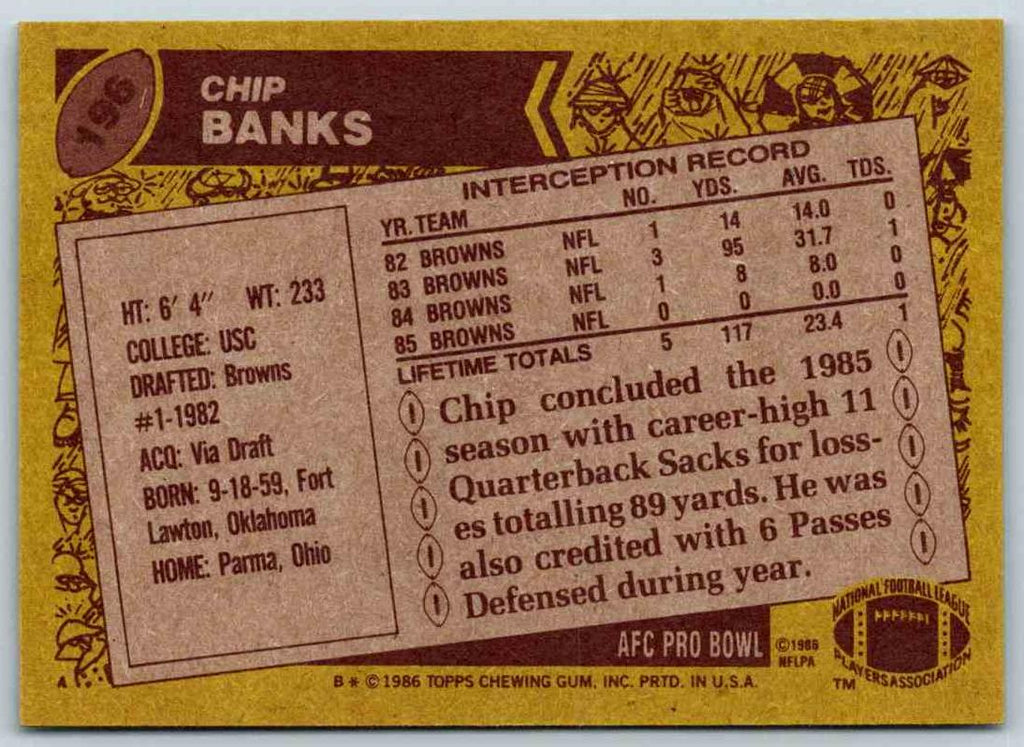 196
CHIP
BANKS
INTERCEPTION RECORD
YR. TEAM NO. YDS. AVG. TDS.
82 BROWNS NFL 1 14 14.0 0
83 BROWNS NFL 3 95 31.7 1
84 BROWNS NFL 1 8 8.0 0
85 BROWNS NFL 0 0 0.0 0
LIFETIME TOTALS 5 117 23.4 1
HT: 6' 4" WT: 233
COLLEGE: USC
DRAFTED: Browns
#1-1982
ACQ: Via Draft
BORN: 9-18-59, Fort
Lawton, Oklahoma
HOME: Parma, Ohio
Chip concluded the 1985
season with career-high 11
Quarterback Sacks for loss-
es totalling 89 yards. He was
also credited with 6 Passes
Defensed during year.
AFC PRO BOWL
©1986
NFLPA
NATIONAL FOOTBALL LEAGUE
PLAYERS ASSOCIATION
TM
B * © 1986 TOPPS CHEWING GUM, INC. PRTD. IN U.S.A.